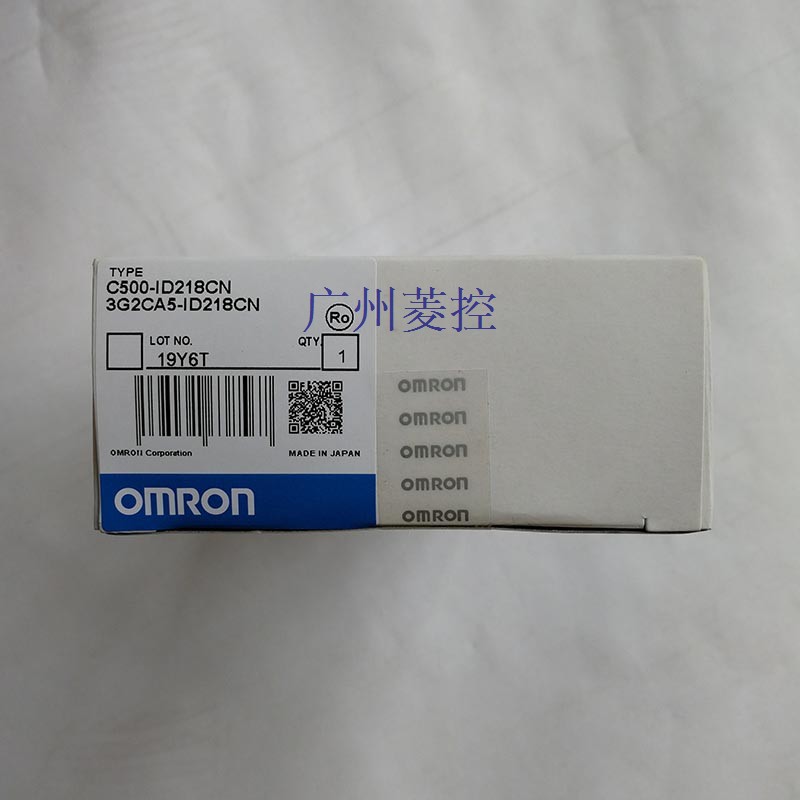 TYPE
C500-ID218CN
3G2CA5-ID218CN
Ro
广州菱控
LOT NO.
QTY.
19Y6T
1
OMRON Corporation
MADE IN JAPAN
OMRON
OMRON
OMRON
OMRON
OMRON
OMRON